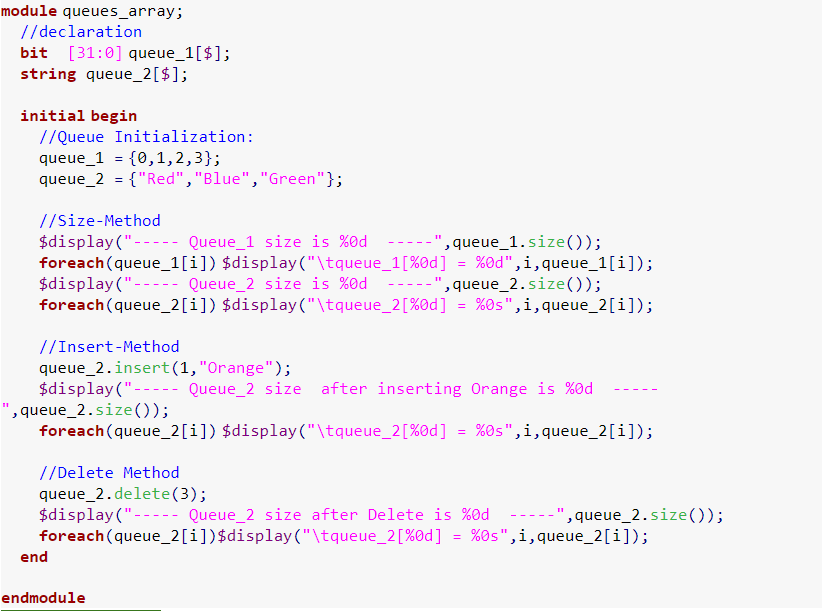 module queues_array;
  //declaration
  bit  [31:0] queue_1[$];
  string queue_2[$];

  initial begin
    //Queue Initialization:
    queue_1 = {0,1,2,3};
    queue_2 = {"Red","Blue","Green"};

    //Size-Method
    $display("----- Queue_1 size is %0d  -----",queue_1.size());
    foreach(queue_1[i]) $display("\tqueue_1[%0d] = %0d",i,queue_1[i]);
    $display("----- Queue_2 size is %0d  -----",queue_2.size());
    foreach(queue_2[i]) $display("\tqueue_2[%0d] = %0s",i,queue_2[i]);

    //Insert-Method
    queue_2.insert(1,"Orange");
    $display("----- Queue_2 size  after inserting Orange is %0d  -----
",queue_2.size());
    foreach(queue_2[i]) $display("\tqueue_2[%0d] = %0s",i,queue_2[i]);

    //Delete Method
    queue_2.delete(3);
    $display("----- Queue_2 size after Delete is %0d  -----",queue_2.size());
    foreach(queue_2[i])$display("\tqueue_2[%0d] = %0s",i,queue_2[i]);
  end

endmodule